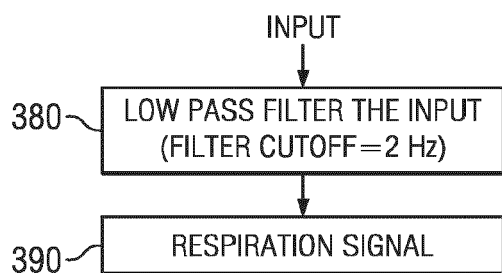 INPUT
380
LOW PASS FILTER THE INPUT
(FILTER CUTOFF=2 Hz)
390
RESPIRATION SIGNAL